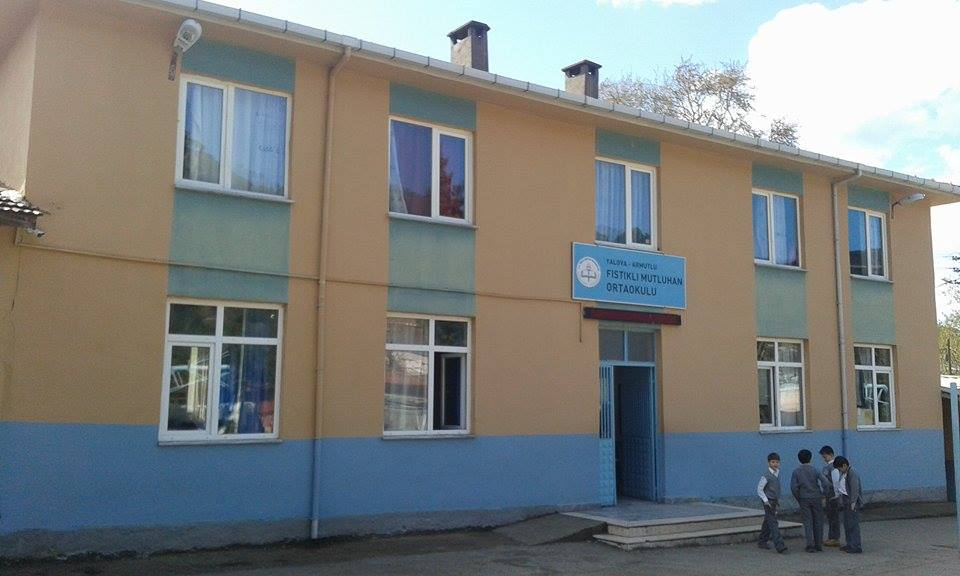 YALOVA - ARMUTLU
FISTIKLI MUTLUHAN
ORTAOKULU